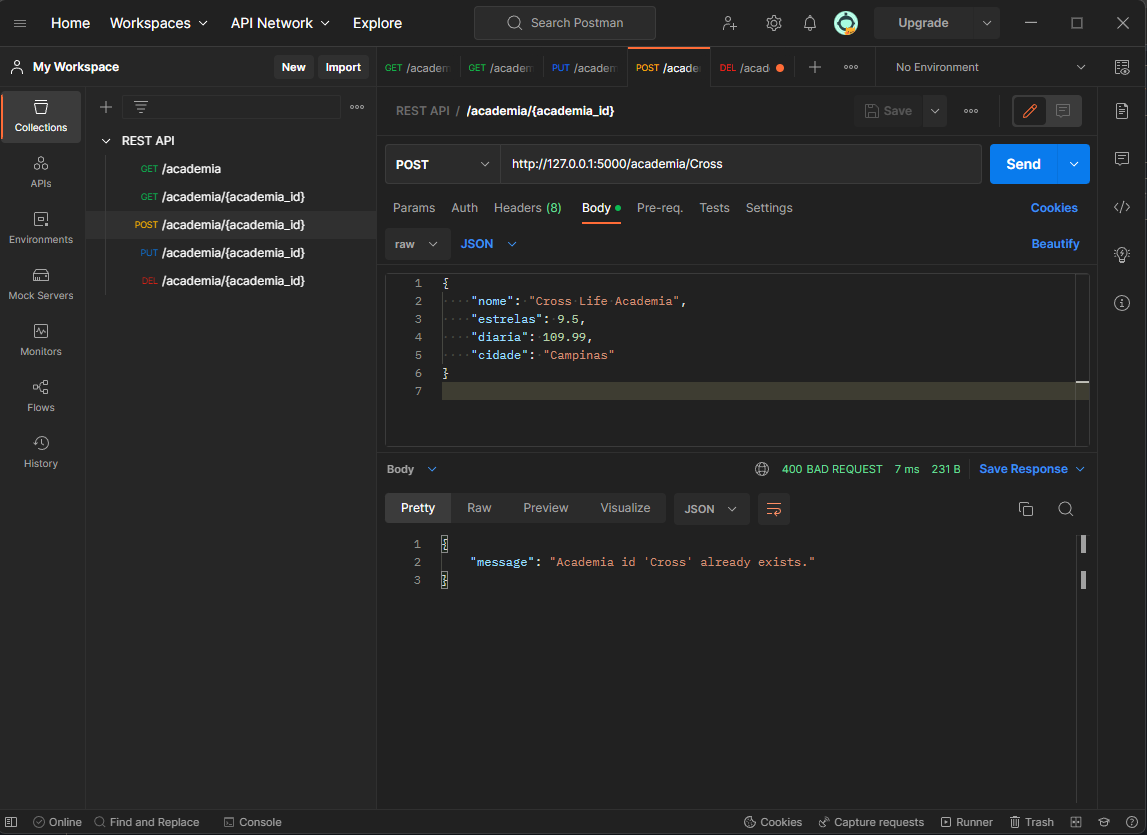 Home Workspaces API Network Explore Search Postman Upgrade
My Workspace New Import
GET /academ GET /academ PUT /academ POST /acade DEL /acad No Environment
Collections
APIs
Environments
Mock Servers
Monitors
Flows
History
REST API
GET /academia
GET /academia/{academia_id}
POST /academia/{academia_id}
PUT /academia/{academia_id}
DEL /academia/{academia_id}
REST API / /academia/{academia_id} Save
POST http://127.0.0.1:5000/academia/Cross Send
Params Auth Headers (8) Body Pre-req. Tests Settings Cookies
raw JSON Beautify
1 {
2 "nome": "Cross Life Academia",
3 "estrelas": 9.5,
4 "diaria": 109.99,
5 "cidade": "Campinas"
6 }
7
Body 400 BAD REQUEST 7 ms 231 B Save Response
Pretty Raw Preview Visualize JSON
1 {
2 "message": "Academia id 'Cross' already exists."
3 }
Online Find and Replace Console Cookies Capture requests Runner Trash